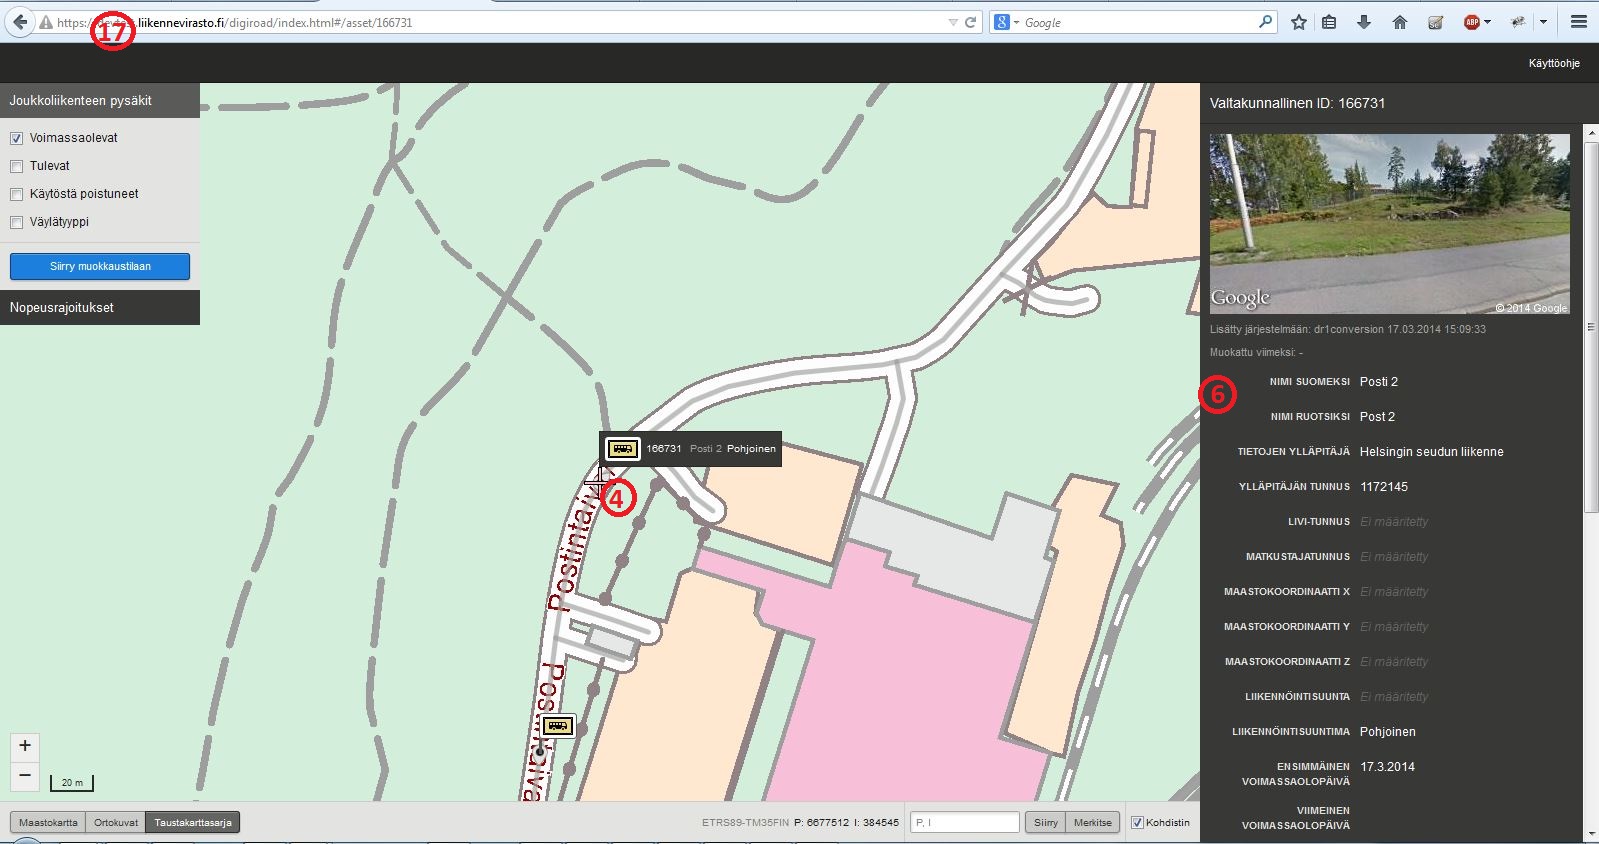 https://devtest.liikennevirasto.fi/digiroad/index.html#/asset/166731
Google
17
Käyttöohje
Joukkoliikenteen pysäkit
Voimassaolevat
Tulevat
Käytöstä poistuneet
Väylätyyppi
Siirry muokkaustilaan
Nopeusrajoitukset
166731 Posti 2 Pohjoinen
4
+
−
20 m
Maastokartta
Ortokuvat
Taustakarttasarja
ETRS89-TM35FIN P: 6677512 I: 384545
P, I
Siirry
Merkitse
Kohdistin
Valtakunnallinen ID: 166731
Google
© 2014 Google
Lisätty järjestelmään: dr1conversion 17.03.2014 15:09:33
Muokattu viimeksi: -
6
NIMI SUOMEKSI Posti 2
NIMI RUOTSIKSI Post 2
TIETOJEN YLLÄPITÄJÄ Helsingin seudun liikenne
YLLÄPITÄJÄN TUNNUS 1172145
LIVI-TUNNUS Ei määritetty
MATKUSTAJATUNNUS Ei määritetty
MAASTOKOORDINAATTI X Ei määritetty
MAASTOKOORDINAATTI Y Ei määritetty
MAASTOKOORDINAATTI Z Ei määritetty
LIIKENNÖINTISUUNTA Ei määritetty
LIIKENNÖINTISUUNTIMA Pohjoinen
ENSIMMÄINEN 17.3.2014
VOIMASSAOLOPÄIVÄ
VIIMEINEN
VOIMASSAOLOPÄIVÄ